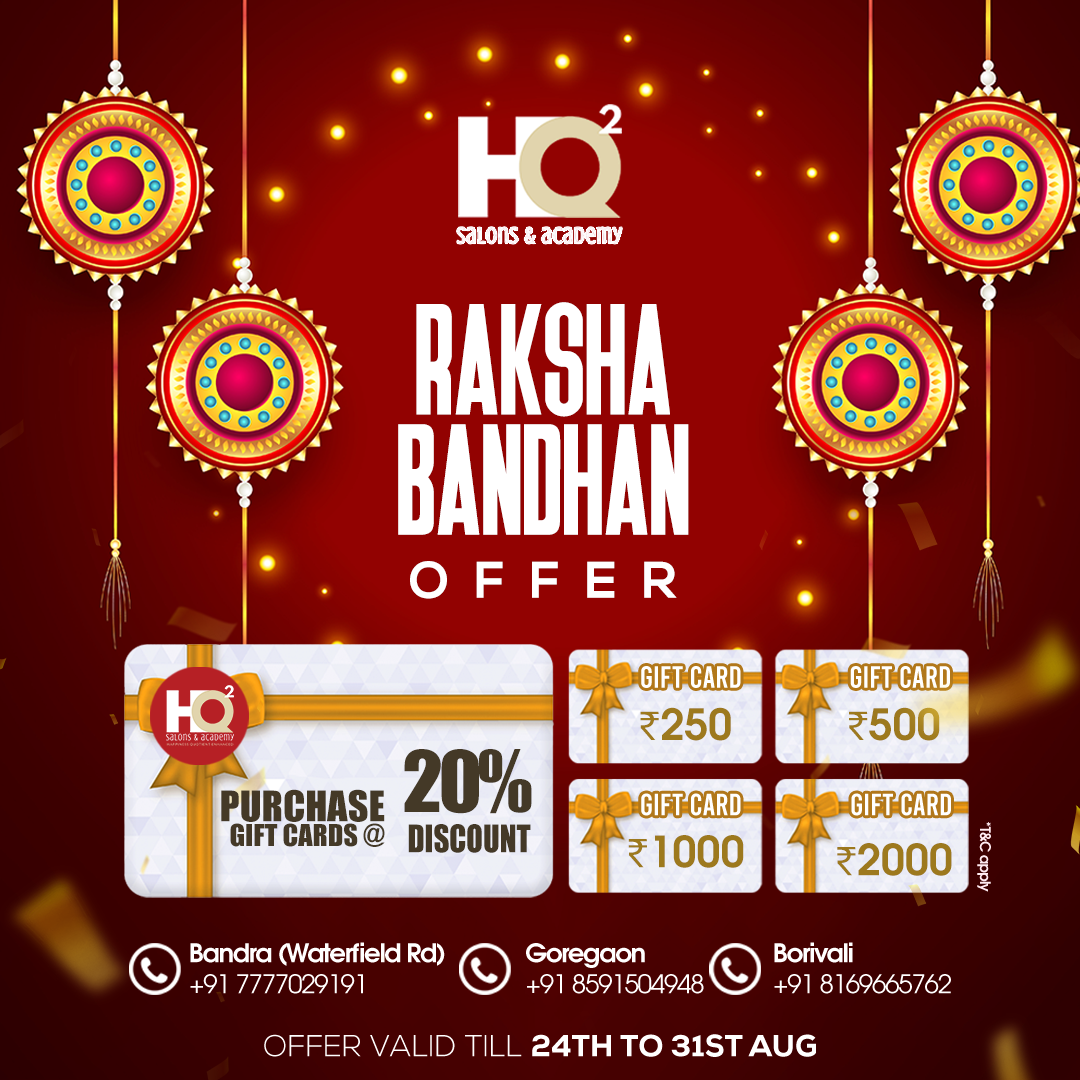 HQ2
SALONS & ACADEMY
RAKSHA
BANDHAN
OFFER
HQ2
SALONS & ACADEMY
PURCHASE
GIFT CARDS @
20%
DISCOUNT
GIFT CARD
₹250
GIFT CARD
₹500
GIFT CARD
₹1000
GIFT CARD
₹2000
*T&C apply
Bandra (Waterfield Rd)
+91 7777029191
Goregaon
+91 8591504948
Borivali
+91 8169665762
OFFER VALID TILL 24TH TO 31ST AUG